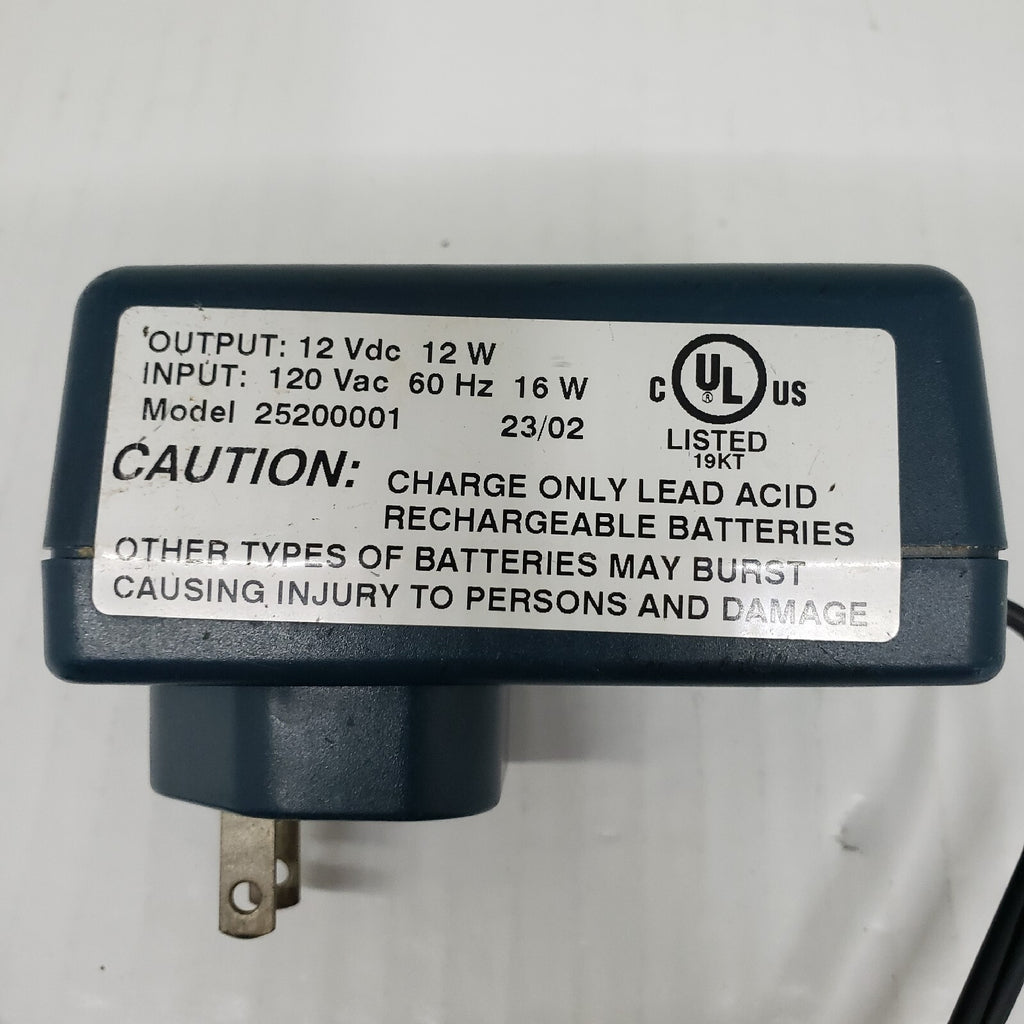 OUTPUT: 12 Vdc 12 W
INPUT: 120 Vac 60 Hz 16 W
Model 25200001 23/02
C UL ® US
LISTED
19KT
CAUTION: CHARGE ONLY LEAD ACID
RECHARGEABLE BATTERIES
OTHER TYPES OF BATTERIES MAY BURST
CAUSING INJURY TO PERSONS AND DAMAGE